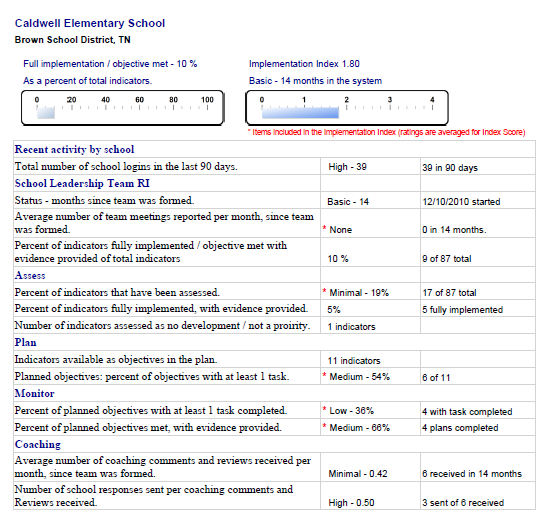 Caldwell Elementary School
Brown School District, TN
Full implementation / objective met - 10 %
Implementation Index 1.80
As a percent of total indicators.
Basic - 14 months in the system
0 20 40 60 80 100
0 1 2 3 4
* Items included in the Implementation Index (ratings are averaged for Index Score)
Recent activity by school
Total number of school logins in the last 90 days. High - 39 39 in 90 days
School Leadership Team RI
Status - months since team was formed. Basic - 14 12/10/2010 started
Average number of team meetings reported per month, since team
was formed. * None 0 in 14 months.
Percent of indicators fully implemented / objective met with
evidence provided of total indicators 10 % 9 of 87 total
Assess
Percent of indicators that have been assessed. * Minimal - 19% 17 of 87 total
Percent of indicators fully implemented, with evidence provided. 5% 5 fully implemented
Number of indicators assessed as no development / not a proirity. 1 indicators
Plan
Indicators available as objectives in the plan. 11 indicators
Planned objectives: percent of objectives with at least 1 task. * Medium - 54% 6 of 11
Monitor
Percent of planned objectives with at least 1 task completed. * Low - 36% 4 with task completed
Percent of planned objectives met, with evidence provided. * Medium - 66% 4 plans completed
Coaching
Average number of coaching comments and reviews received per
month, since team was formed. Minimal - 0.42 6 received in 14 months
Number of school responses sent per coaching comments and
Reviews received. High - 0.50 3 sent of 6 received